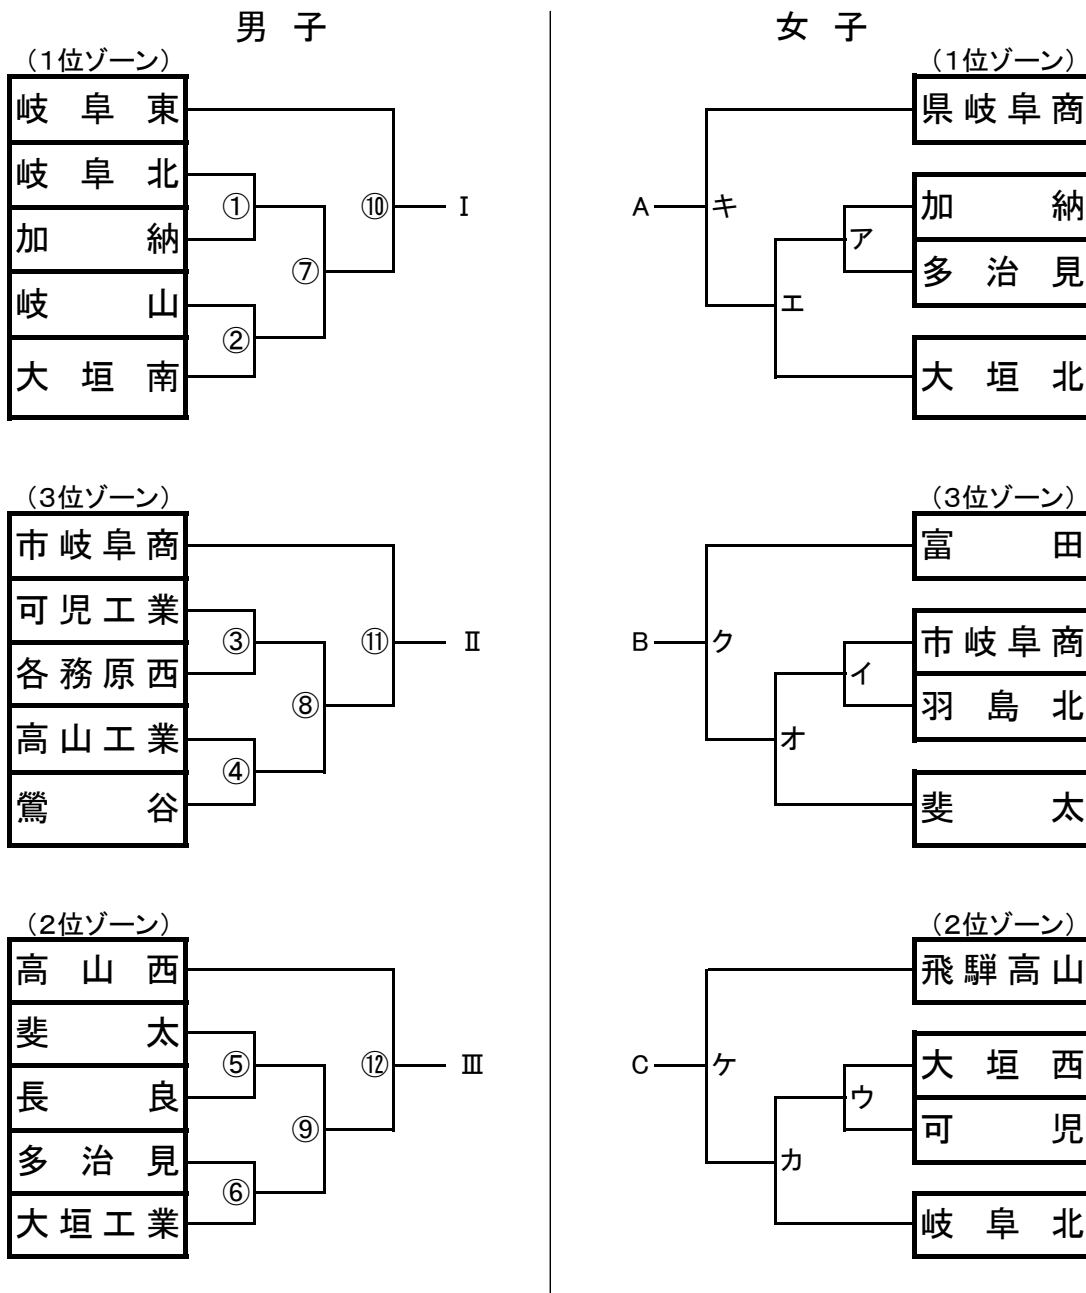 男 子
(1位ゾーン)
岐阜東
岐阜北
加納
岐山
大垣南
①
②
⑦
⑩
Ⅰ
(3位ゾーン)
市岐阜商
可児工業
各務原西
高山工業
鶯谷
③
④
⑧
⑪
Ⅱ
(2位ゾーン)
高山西
斐太
長良
多治見
大垣工業
⑤
⑥
⑨
⑫
Ⅲ
女 子
(1位ゾーン)
県岐阜商
加納
多治見
大垣北
A
キ
ア
エ
(3位ゾーン)
富田
市岐阜商
羽島北
斐太
B
ク
イ
オ
(2位ゾーン)
飛騨高山
大垣西
可児
岐阜北
C
ケ
ウ
カ